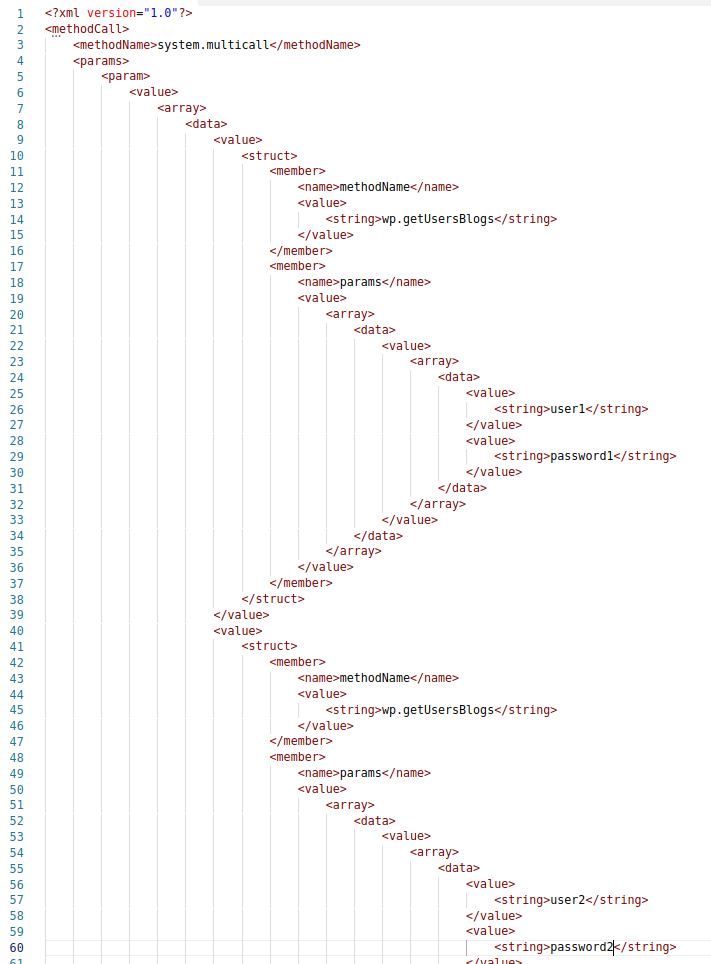 1 <?xml version="1.0"?>
2 <methodCall>
3     <methodName>system.multicall</methodName>
4     <params>
5         <param>
6             <value>
7                 <array>
8                     <data>
9                         <value>
10                             <struct>
11                                 <member>
12                                     <name>methodName</name>
13                                     <value>
14                                         <string>wp.getUsersBlogs</string>
15                                     </value>
16                                 </member>
17                                 <member>
18                                     <name>params</name>
19                                     <value>
20                                         <array>
21                                             <data>
22                                                 <value>
23                                                     <array>
24                                                         <data>
25                                                             <value>
26                                                                 <string>user1</string>
27                                                             </value>
28                                                             <value>
29                                                                 <string>password1</string>
30                                                             </value>
31                                                         </data>
32                                                     </array>
33                                                 </value>
34                                             </data>
35                                         </array>
36                                     </value>
37                                 </member>
38                             </struct>
39                         </value>
40                         <value>
41                             <struct>
42                                 <member>
43                                     <name>methodName</name>
44                                     <value>
45                                         <string>wp.getUsersBlogs</string>
46                                     </value>
47                                 </member>
48                                 <member>
49                                     <name>params</name>
50                                     <value>
51                                         <array>
52                                             <data>
53                                                 <value>
54                                                     <array>
55                                                         <data>
56                                                             <value>
57                                                                 <string>user2</string>
58                                                             </value>
59                                                             <value>
60                                                                 <string>password2</string>
61                                                             </value>